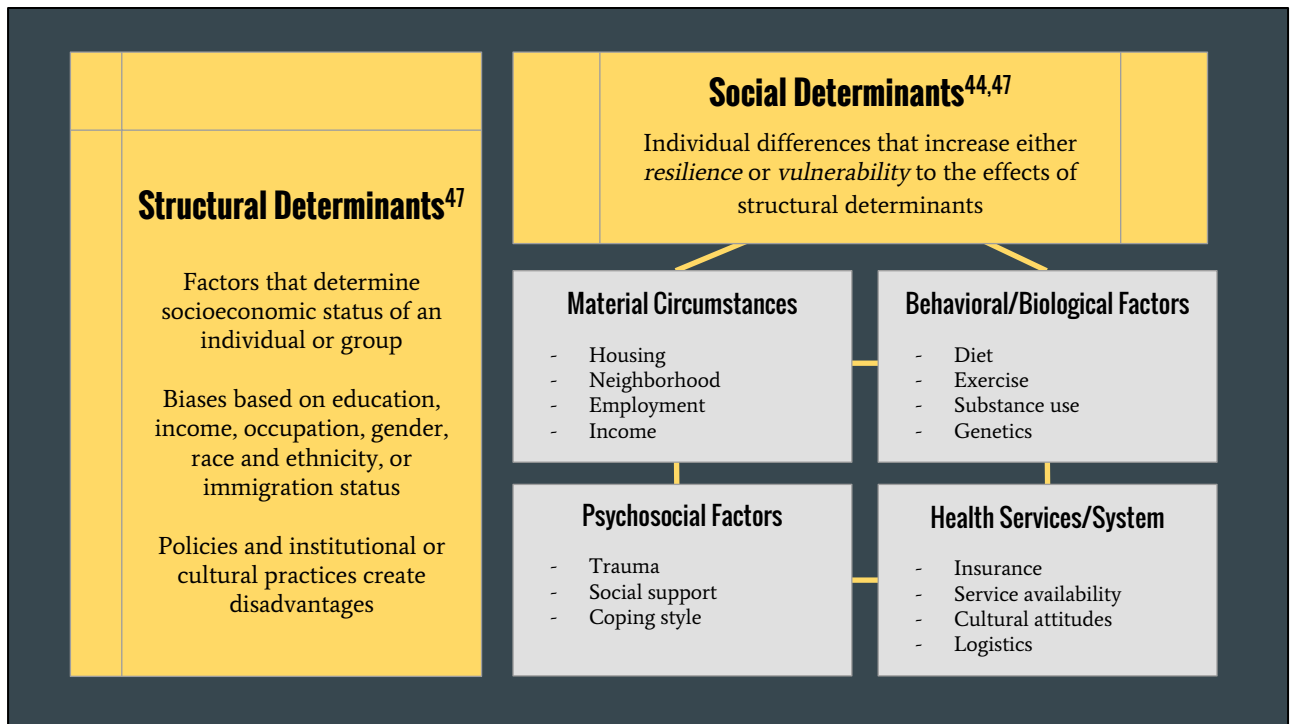 Structural Determinants47
Factors that determine
socioeconomic status of an
individual or group
Biases based on education,
income, occupation, gender,
race and ethnicity, or
immigration status
Policies and institutional or
cultural practices create
disadvantages
Social Determinants44,47
Individual differences that increase either
resilience or vulnerability to the effects of
structural determinants
Material Circumstances
- Housing
- Neighborhood
- Employment
- Income
Behavioral/Biological Factors
- Diet
- Exercise
- Substance use
- Genetics
Psychosocial Factors
- Trauma
- Social support
- Coping style
Health Services/System
- Insurance
- Service availability
- Cultural attitudes
- Logistics